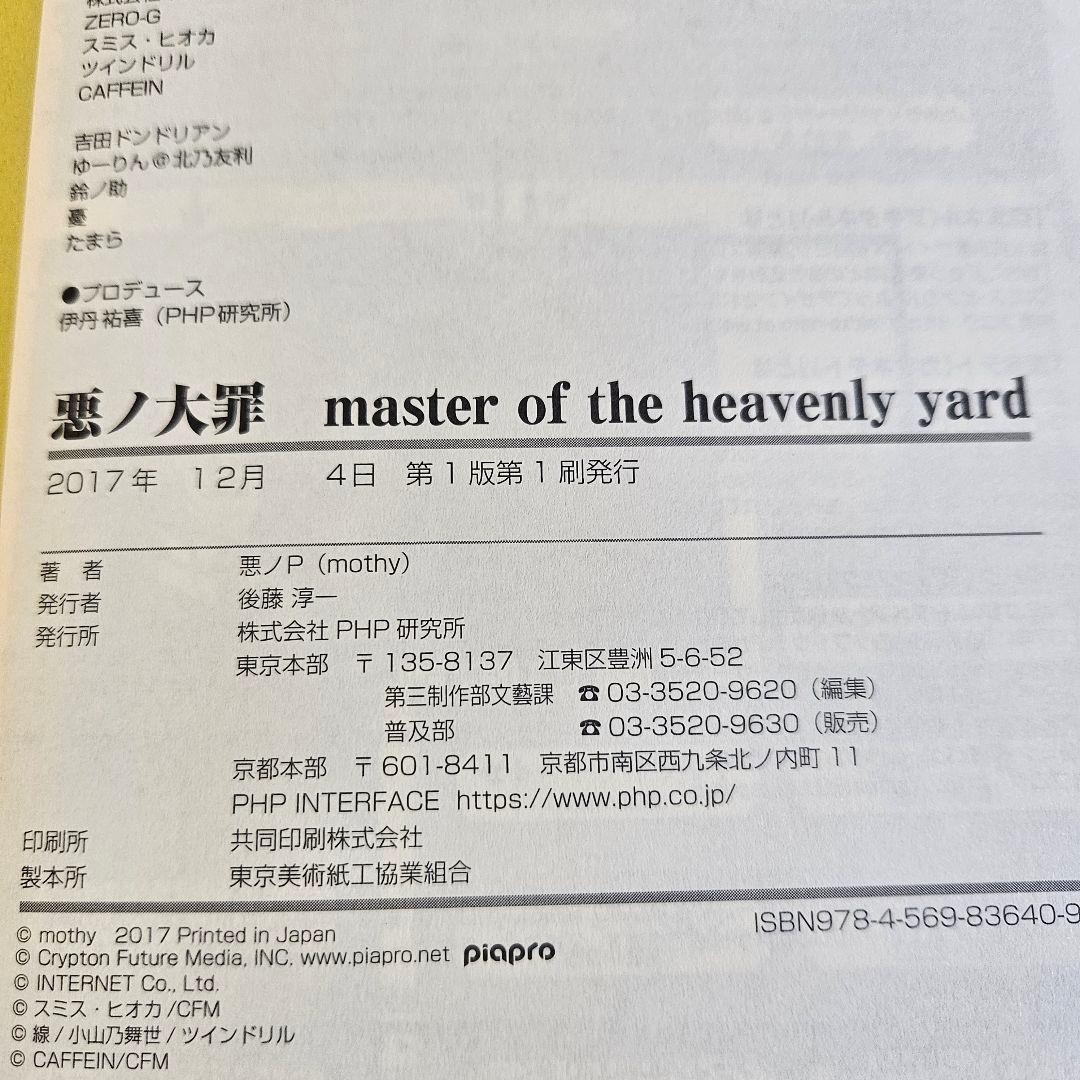 株式会社
ZERO-G
スミス・ヒオカ
ツインドリル
CAFFEIN
吉田ドンドリアン
ゆーりん@北乃友利
鈴ノ助
憂
たまら
●プロデュース
伊丹祐喜（PHP研究所）
悪ノ大罪　master of the heavenly yard
2017年　12月　　4日　第1版第1刷発行
著　者　悪ノP（mothy）
発行者　後藤 淳一
発行所　株式会社PHP研究所
東京本部　〒135-8137　江東区豊洲5-6-52
第三制作部文藝課　☎03-3520-9620（編集）
普及部　☎03-3520-9630（販売）
京都本部　〒601-8411　京都市南区西九条北ノ内町11
PHP INTERFACE　https://www.php.co.jp/
印刷所　共同印刷株式会社
製本所　東京美術紙工協業組合
ISBN978-4-569-83640-9
© mothy　2017 Printed in Japan
© Crypton Future Media, INC. www.piapro.net piapro
© INTERNET Co., Ltd.
© スミス・ヒオカ/CFM
© 線/小山乃舞世/ツインドリル
© CAFFEIN/CFM